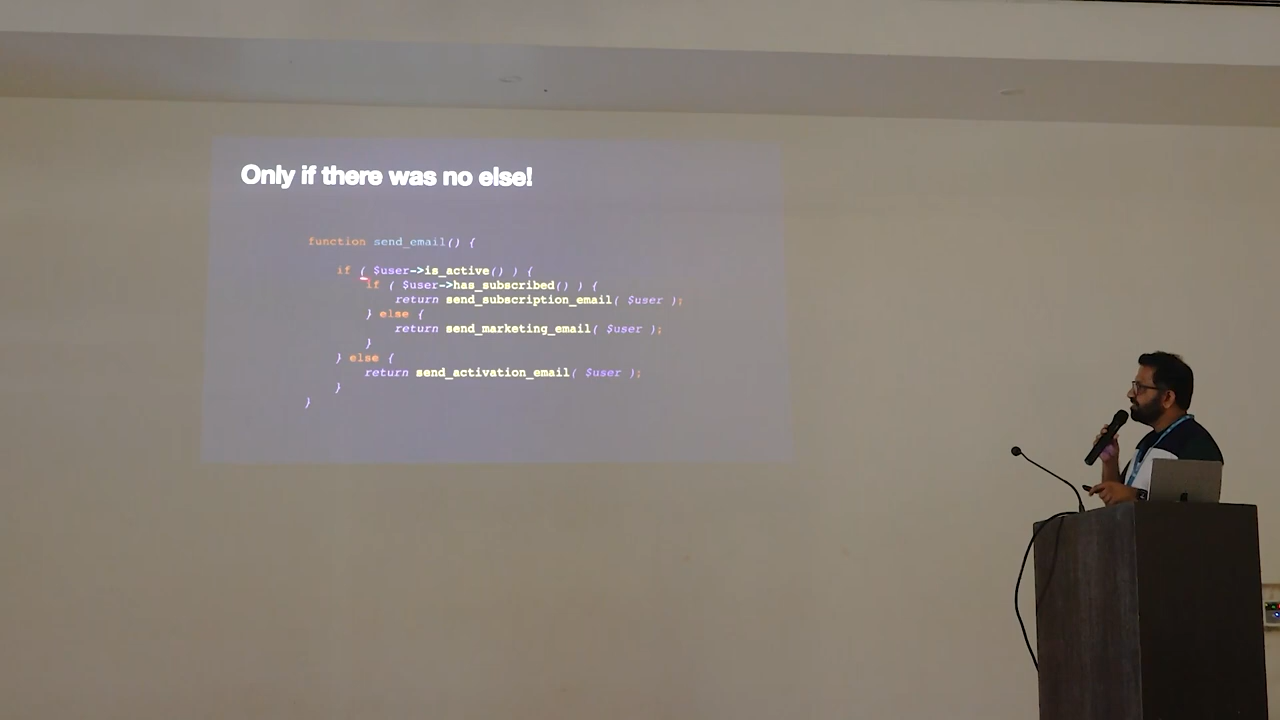 Only if there was no else!
function send_email() {
if ( $user->is_active() ) {
if ( $user->has_subscribed() ) {
return send_subscription_email( $user );
} else {
return send_marketing_email( $user );
}
} else {
return send_activation_email( $user );
}
}